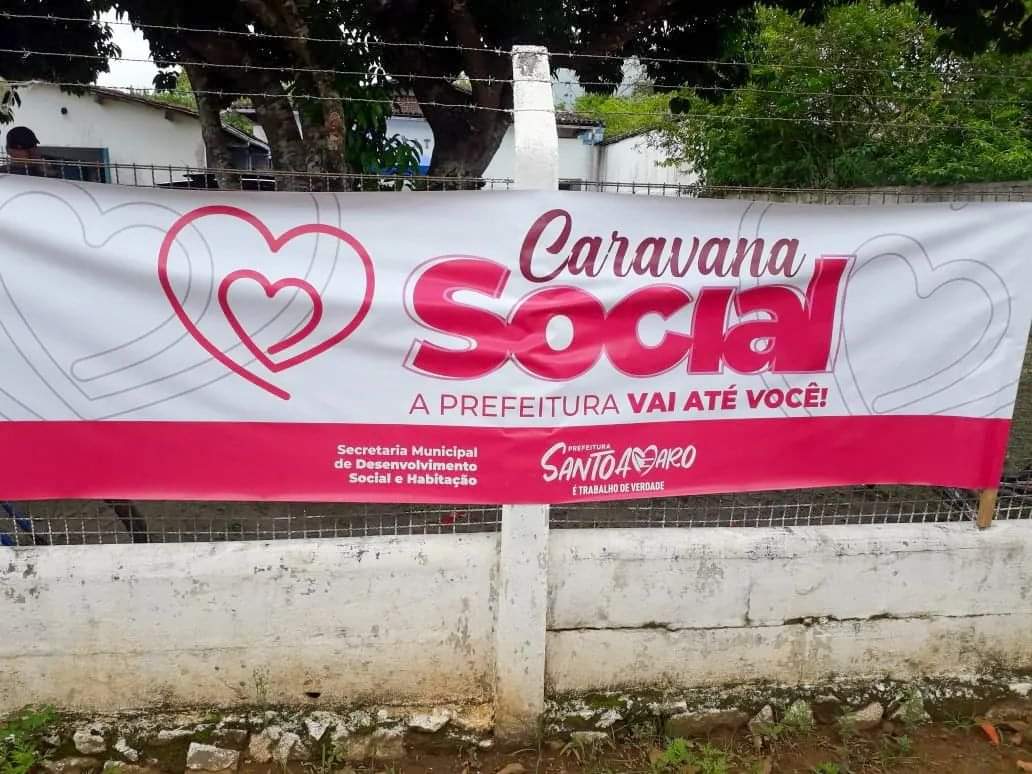 Caravana
Social
A PREFEITURA VAI ATÉ VOCÊ!
Secretaria Municipal
de Desenvolvimento
Social e Habitação
PREFEITURA
SANTO AMARO
É TRABALHO DE VERDADE